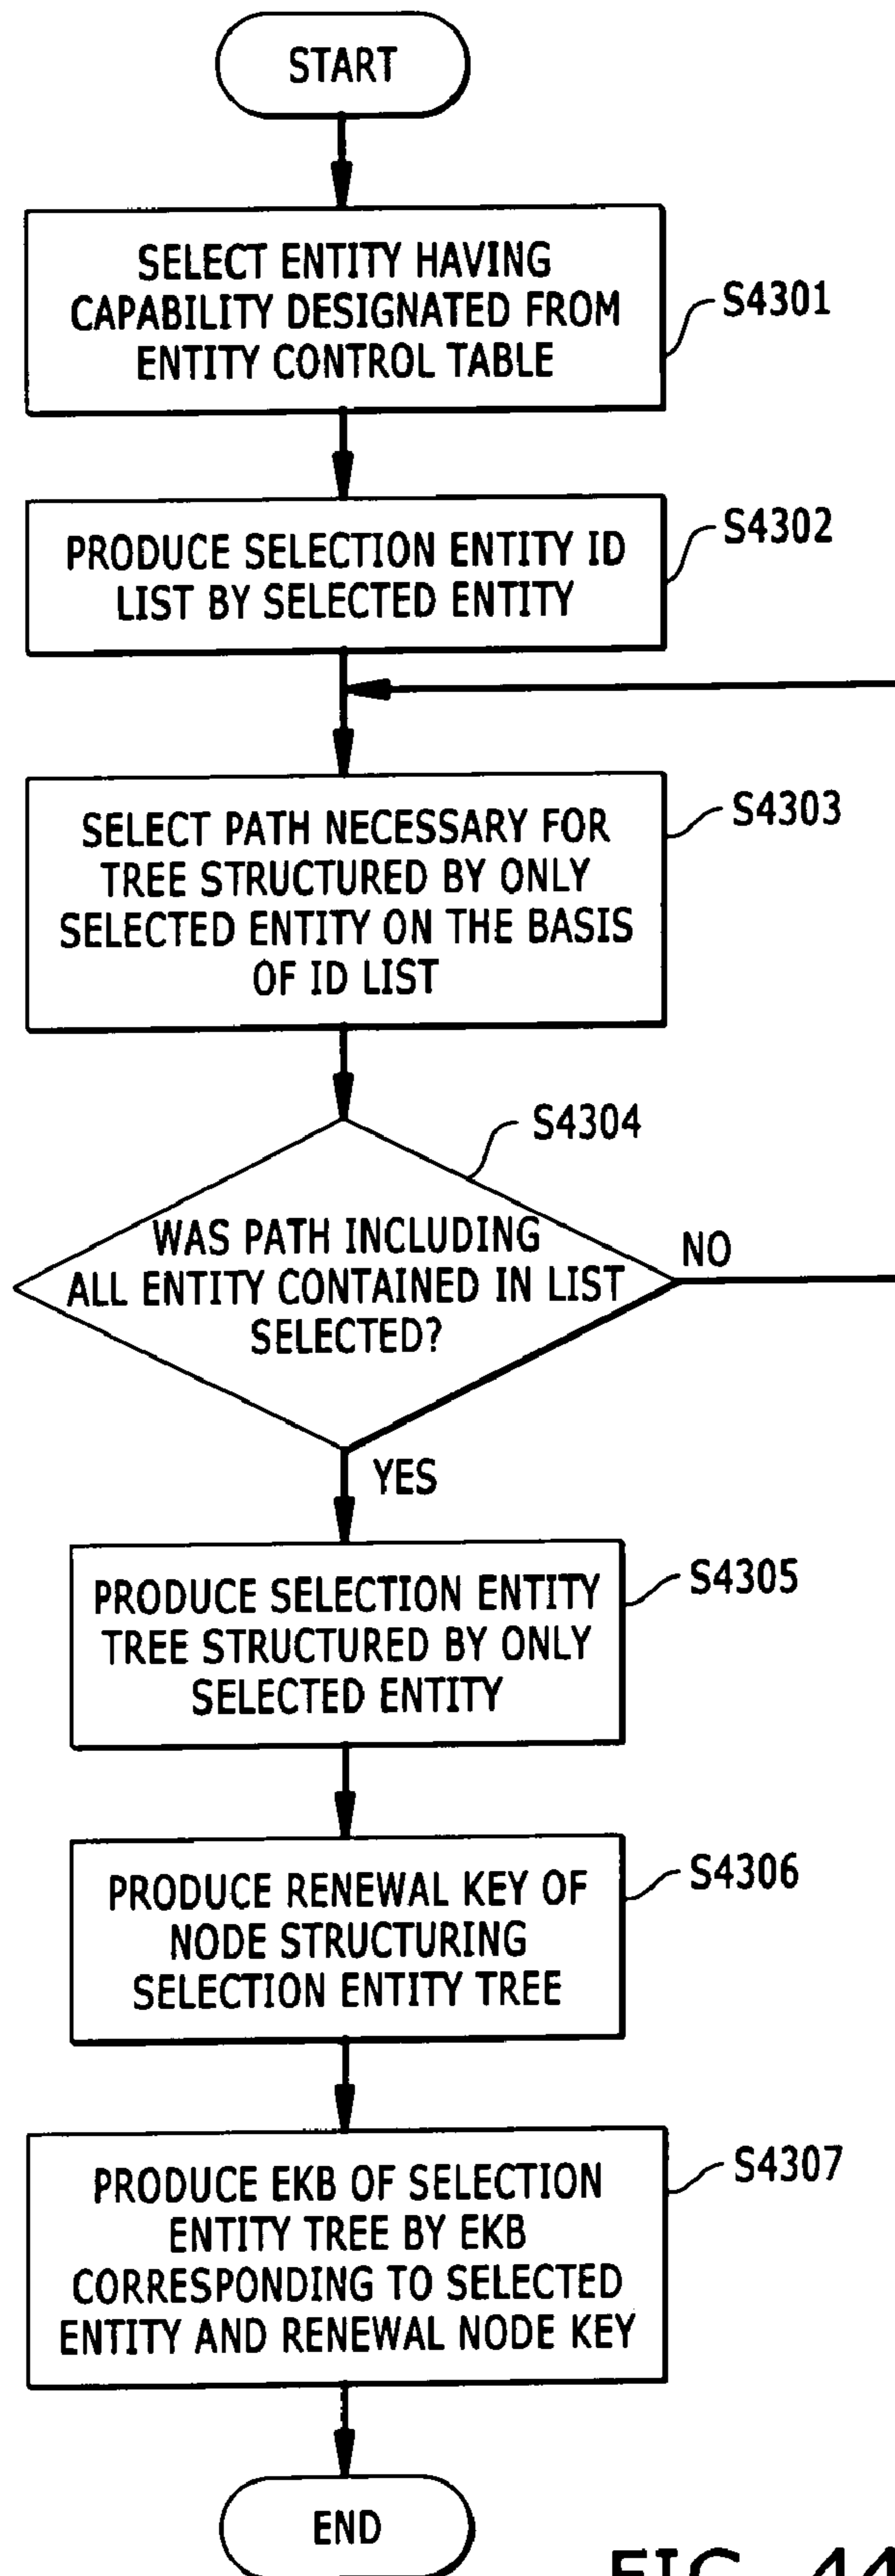 START
SELECT ENTITY HAVING
CAPABILITY DESIGNATED FROM
ENTITY CONTROL TABLE
S4301
PRODUCE SELECTION ENTITY ID
LIST BY SELECTED ENTITY
S4302
SELECT PATH NECESSARY FOR
TREE STRUCTURED BY ONLY
SELECTED ENTITY ON THE BASIS
OF ID LIST
S4303
S4304
WAS PATH INCLUDING
ALL ENTITY CONTAINED IN LIST
SELECTED?
NO
YES
PRODUCE SELECTION ENTITY
TREE STRUCTURED BY ONLY
SELECTED ENTITY
S4305
PRODUCE RENEWAL KEY OF
NODE STRUCTURING
SELECTION ENTITY TREE
S4306
PRODUCE EKB OF SELECTION
ENTITY TREE BY EKB
CORRESPONDING TO SELECTED
ENTITY AND RENEWAL NODE KEY
S4307
END
FIG. 44